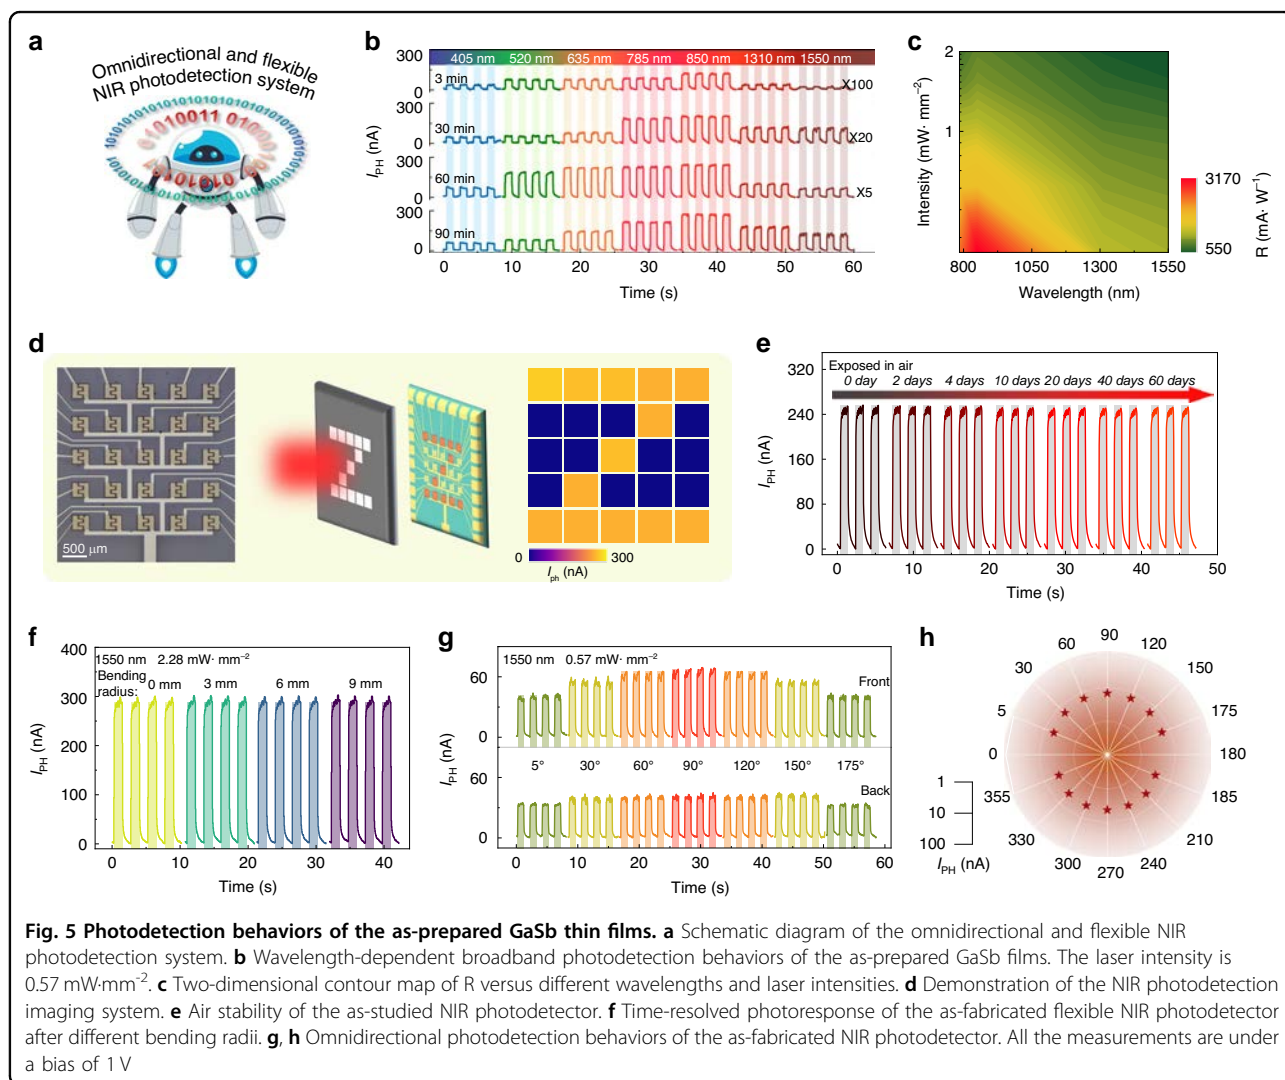 a
Omnidirectional and flexible
NIR photodetection system
01010011 01000
01010
b
300
0
300
0
300
0
300
0
I_PH (nA)
405 nm 520 nm 635 nm 785 nm 850 nm 1310 nm 1550 nm
3 min X100
30 min X20
60 min X5
90 min
0 10 20 30 40 50 60
Time (s)
c
2
1
Intensity (mW· mm⁻²)
800 1050 1300 1550
Wavelength (nm)
3170
550
R (mA· W⁻¹)
d
500 μm
0 300
I_ph (nA)
e
Exposed in air
0 day 2 days 4 days 10 days 20 days 40 days 60 days
320
240
160
80
0
I_PH (nA)
0 10 20 30 40 50
Time (s)
f
400
300
200
100
0
I_PH (nA)
1550 nm 2.28 mW· mm⁻²
Bending
radius: 0 mm 3 mm 6 mm 9 mm
0 10 20 30 40
Time (s)
g
1550 nm 0.57 mW· mm⁻²
60
0
60
0
I_PH (nA)
Front
5° 30° 60° 90° 120° 150° 175°
Back
0 10 20 30 40 50 60
Time (s)
h
90
60 120
30 150
5 175
0 180
355 185
330 210
300 240
270
1
10
100
I_PH (nA)
Fig. 5 Photodetection behaviors of the as-prepared GaSb thin films. a Schematic diagram of the omnidirectional and flexible NIR
photodetection system. b Wavelength-dependent broadband photodetection behaviors of the as-prepared GaSb films. The laser intensity is
0.57 mW·mm⁻². c Two-dimensional contour map of R versus different wavelengths and laser intensities. d Demonstration of the NIR photodetection
imaging system. e Air stability of the as-studied NIR photodetector. f Time-resolved photoresponse of the as-fabricated flexible NIR photodetector
after different bending radii. g, h Omnidirectional photodetection behaviors of the as-fabricated NIR photodetector. All the measurements are under
a bias of 1 V